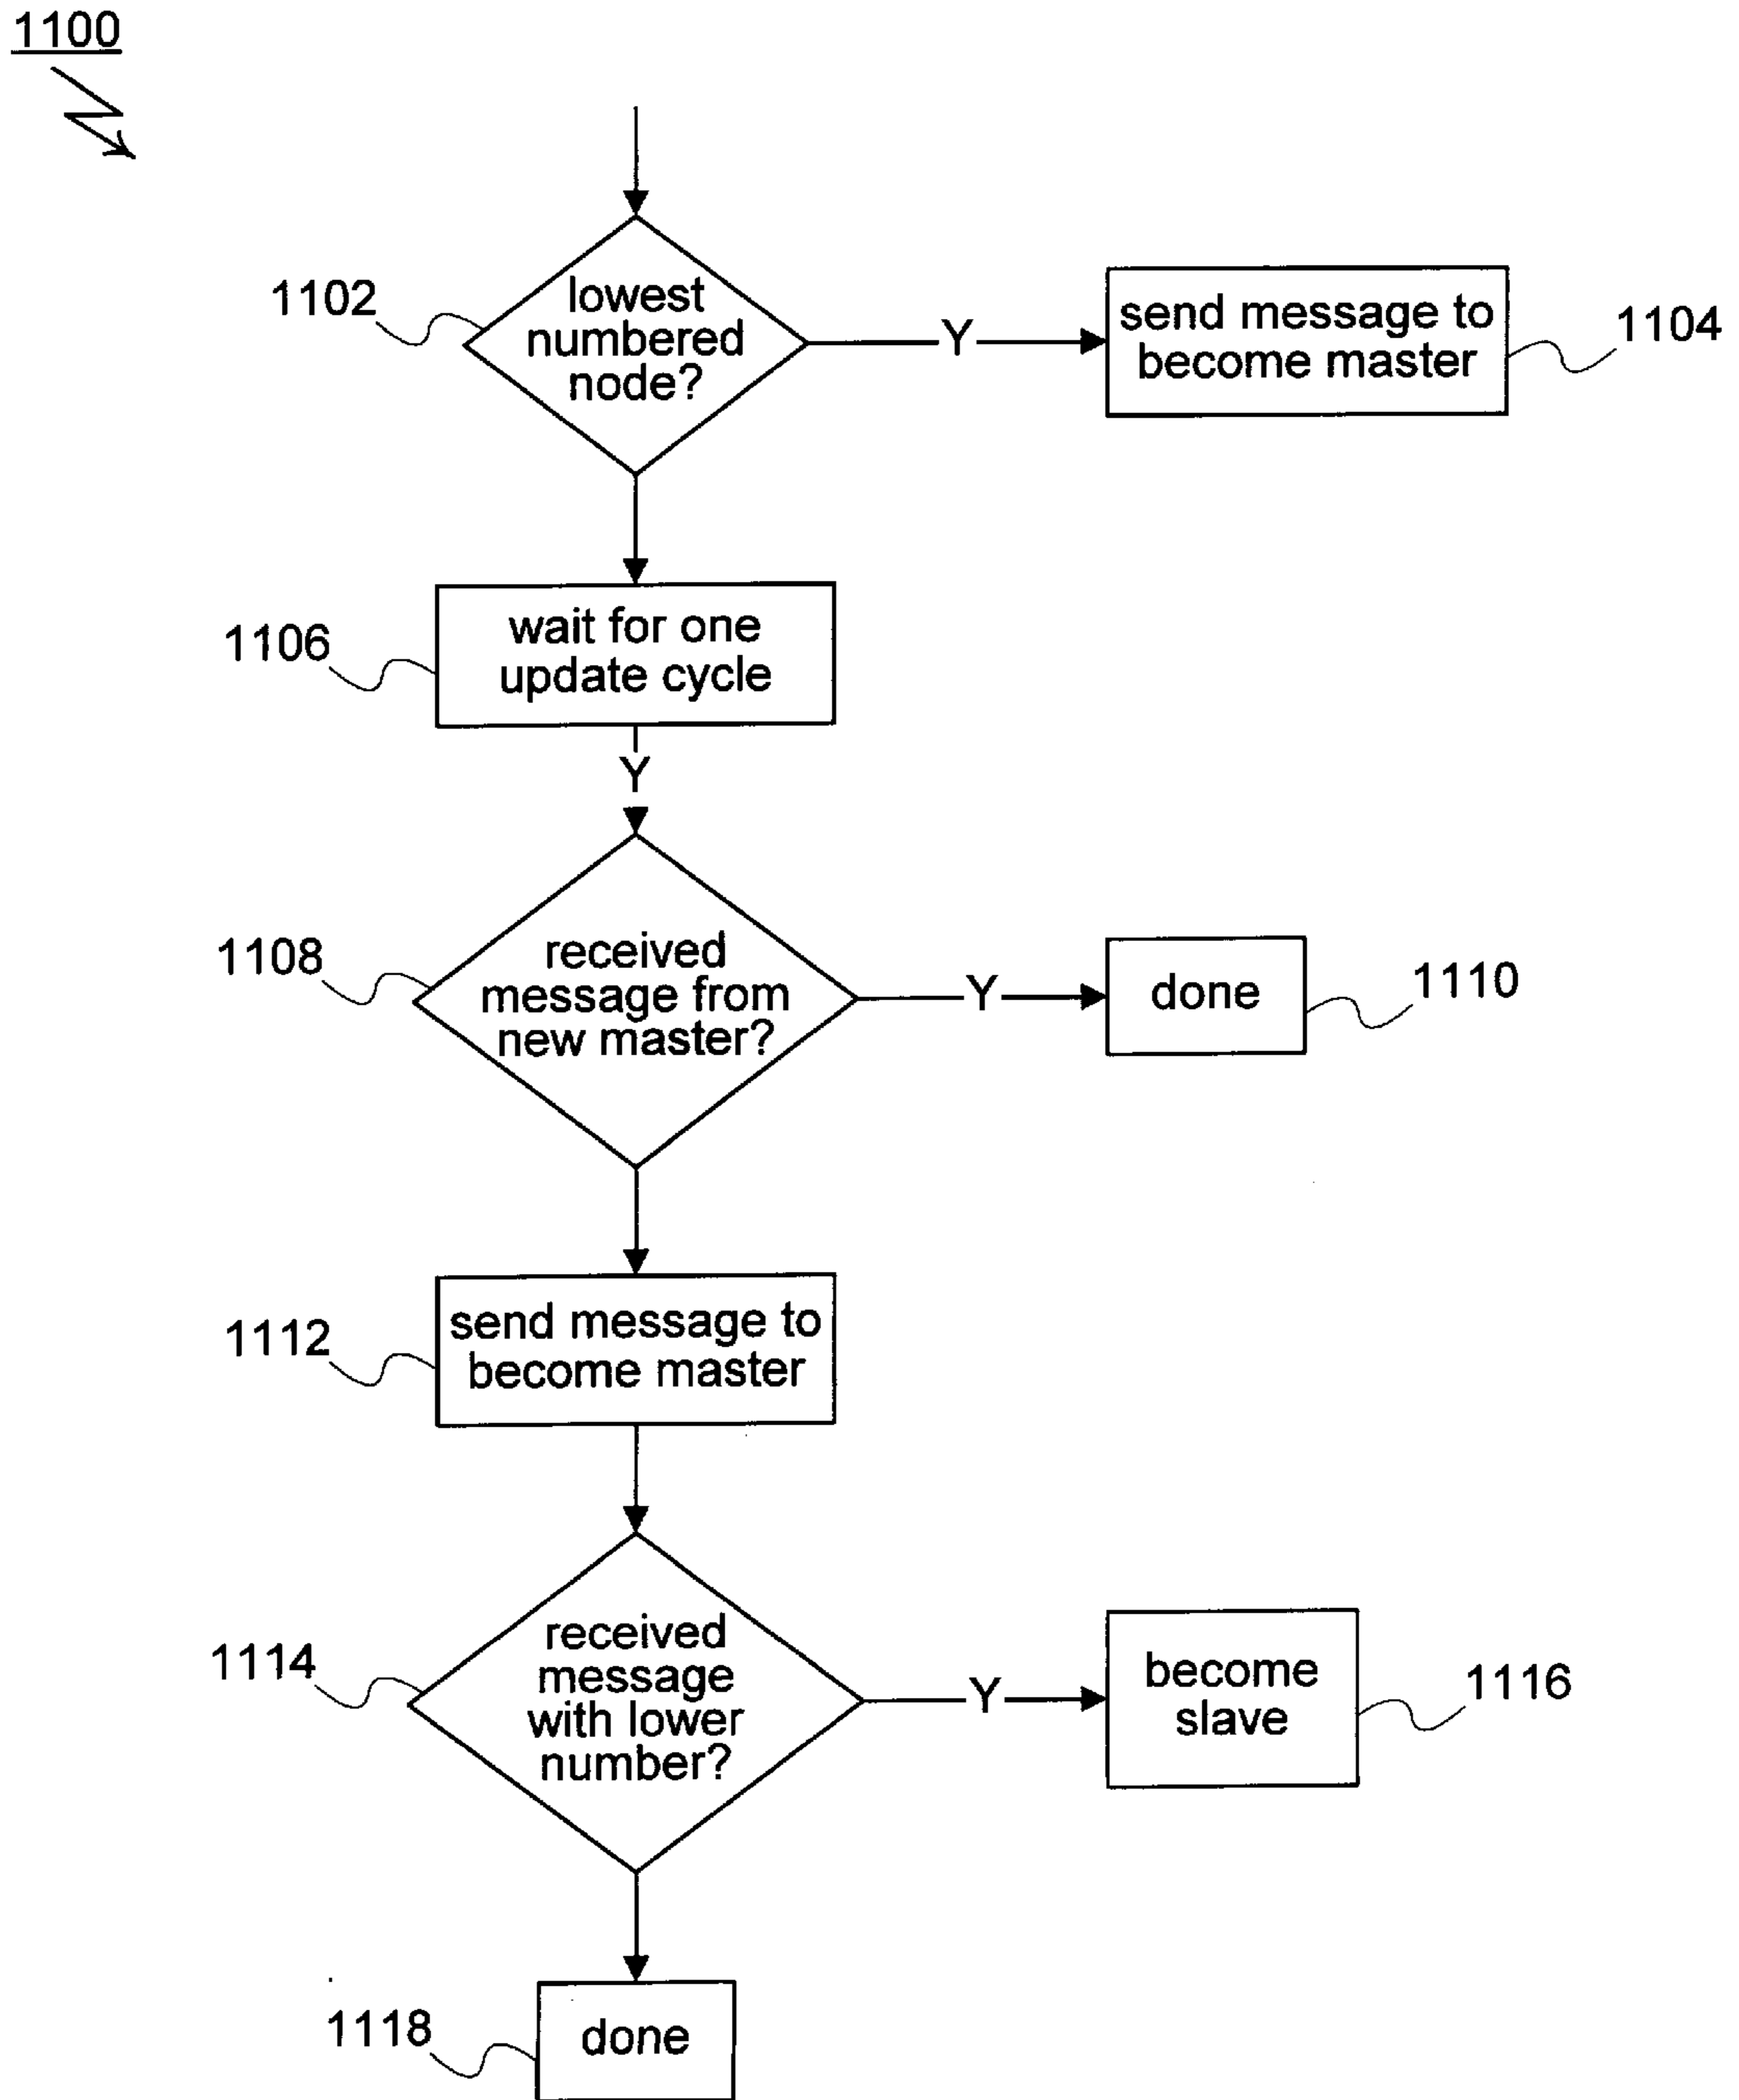 1100
1102
lowest
numbered
node?
Y
send message to
become master
1104
1106
wait for one
update cycle
Y
1108
received
message from
new master?
Y
done
1110
1112
send message to
become master
1114
received
message
with lower
number?
Y
become
slave
1116
1118
done